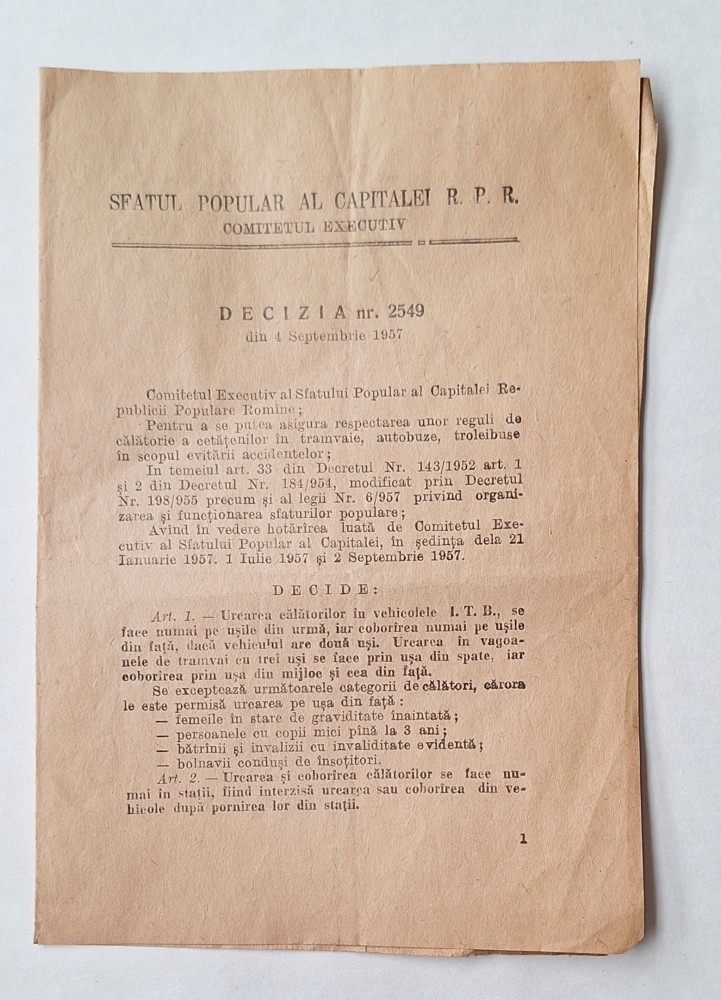 SFATUL POPULAR AL CAPITALEI R. P. R.
COMITETUL EXECUTIV
DECIZIA nr. 2549
din 4 Septembrie 1957
Comitetul Executiv al Sfatului Popular al Capitalei Re-
publicii Populare Romîne;
Pentru a se putea asigura respectarea unor reguli de
călătorie a cetățenilor în tramvaie, autobuze, troleibuse
în scopul evitării accidentelor;
In temeiul art. 33 din Decretul Nr. 143/1952 art. 1
și 2 din Decretul Nr. 184/954, modificat prin Decretul
Nr. 198/955 precum și al legii Nr. 6/957 privind organi-
zarea și funcționarea sfaturilor populare;
Avînd în vedere hotărîrea luată de Comitetul Exe-
cutiv al Sfatului Popular al Capitalei, în ședința dela 21
Ianuarie 1957. 1 Iulie 1957 și 2 Septembrie 1957.
DECIDE:
Art. 1. — Urcarea călătorilor în vehicolele I. T. B., se
face numai pe ușile din urmă, iar coborîrea numai pe ușile
din față, dacă vehiculul are două uși. Urcarea în vagoa-
nele de tramvai cu trei uși se face prin ușa din spate, iar
coborîrea prin ușa din mijloc și cea din față.
Se exceptează următoarele categorii de călători, cărora
le este permisă urcarea pe ușa din față :
— femeile în stare de graviditate înaintată;
— persoanele cu copii mici pînă la 3 ani;
— bătrînii și invalizii cu invaliditate evidentă;
— bolnavii conduși de însoțitori.
Art. 2. — Urcarea și coborîrea călătorilor se face nu-
mai în stații, fiind interzisă urcarea sau coborîrea din ve-
hicole după pornirea lor din stații.
1